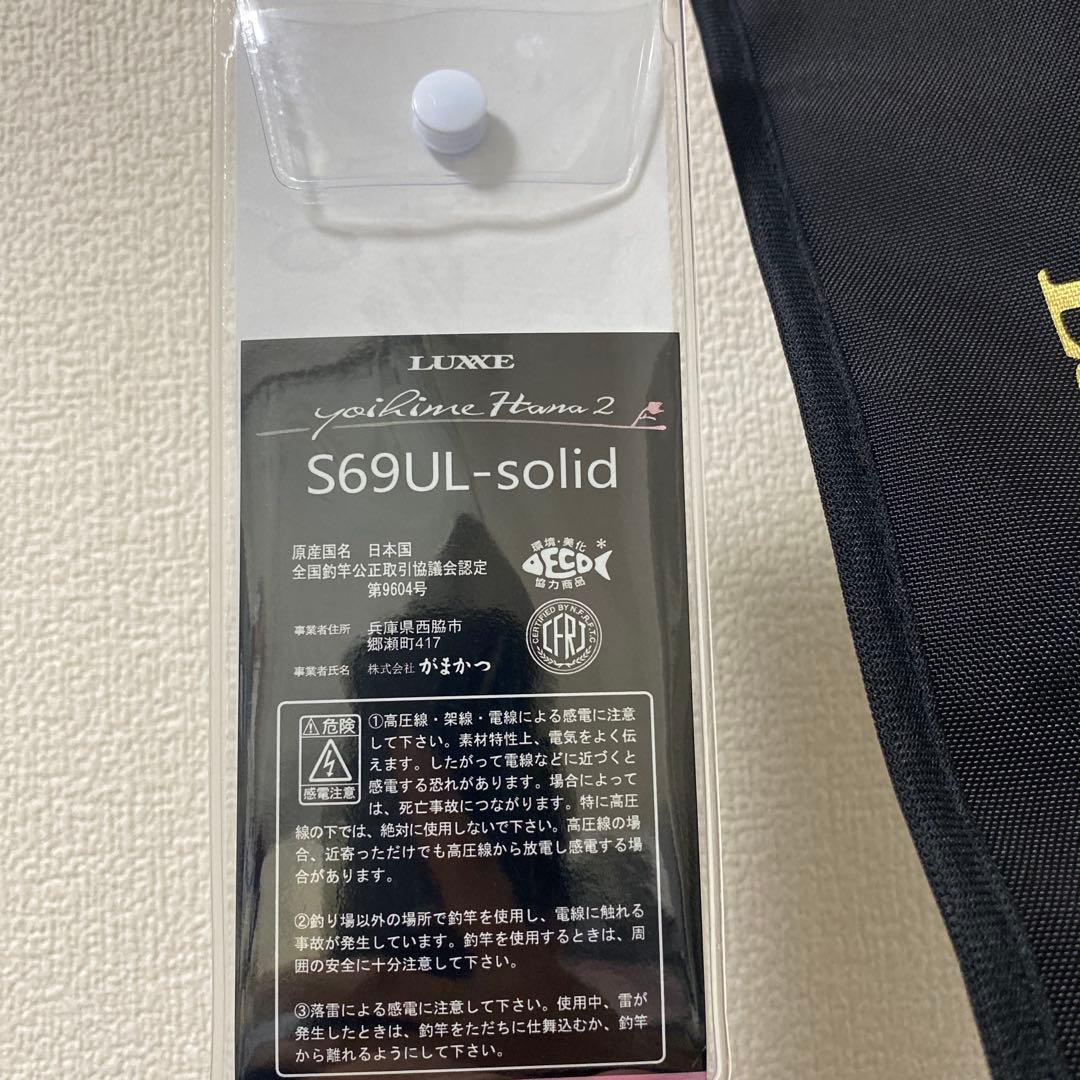 LUXXE
yoihime Hana 2
S69UL-solid
原産国名 日本国
全国釣竿公正取引協議会認定
第9604号
環境・美化
ECO
協力商品
事業者住所 兵庫県西脇市
郷瀬町417
事業者氏名 株式会社 がまかつ
CERTIFIED BY N.F.R.F.T.C
CFRJ
危険
感電注意
①高圧線・架線・電線による感電に注意
して下さい。素材特性上、電気をよく伝
えます。したがって電線などに近づくと
感電する恐れがあります。場合によって
は、死亡事故につながります。特に高圧
線の下では、絶対に使用しないで下さい。高圧線の場
合、近寄っただけでも高圧線から放電し感電する場
合があります。
②釣り場以外の場所で釣竿を使用し、電線に触れる
事故が発生しています。釣竿を使用するときは、周
囲の安全に十分注意して下さい。
③落雷による感電に注意して下さい。使用中、雷が
発生したときは、釣竿をただちに仕舞込むか、釣竿
から離れるようにして下さい。